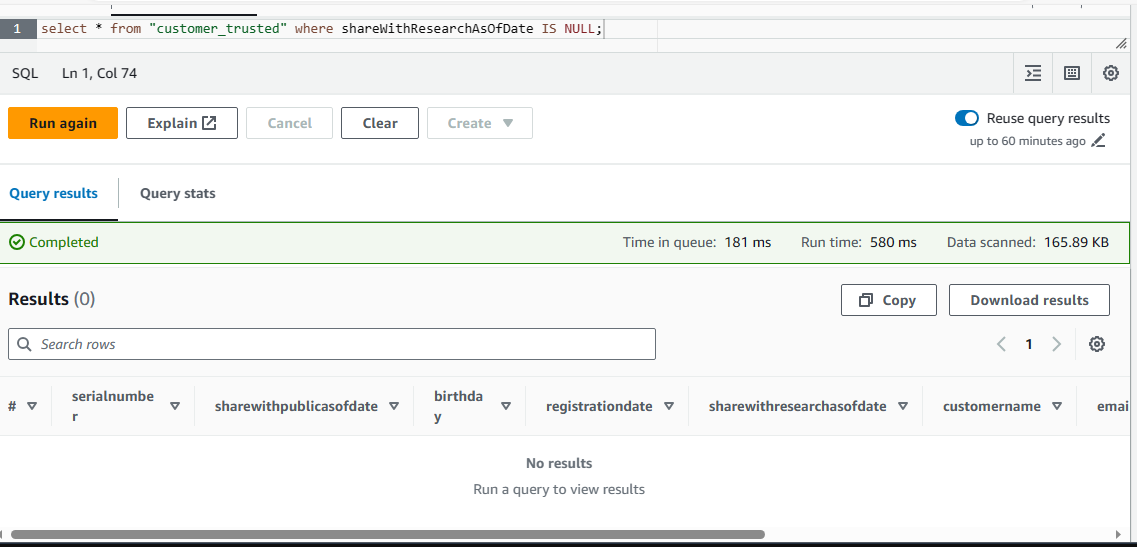 1 select * from "customer_trusted" where shareWithResearchAsOfDate IS NULL;
SQL Ln 1, Col 74
Run again Explain Cancel Clear Create Reuse query results
up to 60 minutes ago
Query results Query stats
Completed Time in queue: 181 ms Run time: 580 ms Data scanned: 165.89 KB
Results (0) Copy Download results
Search rows 1
# serialnumbe
r sharewithpublicasofdate birthda
y registrationdate sharewithresearchasofdate customername emai
No results
Run a query to view results